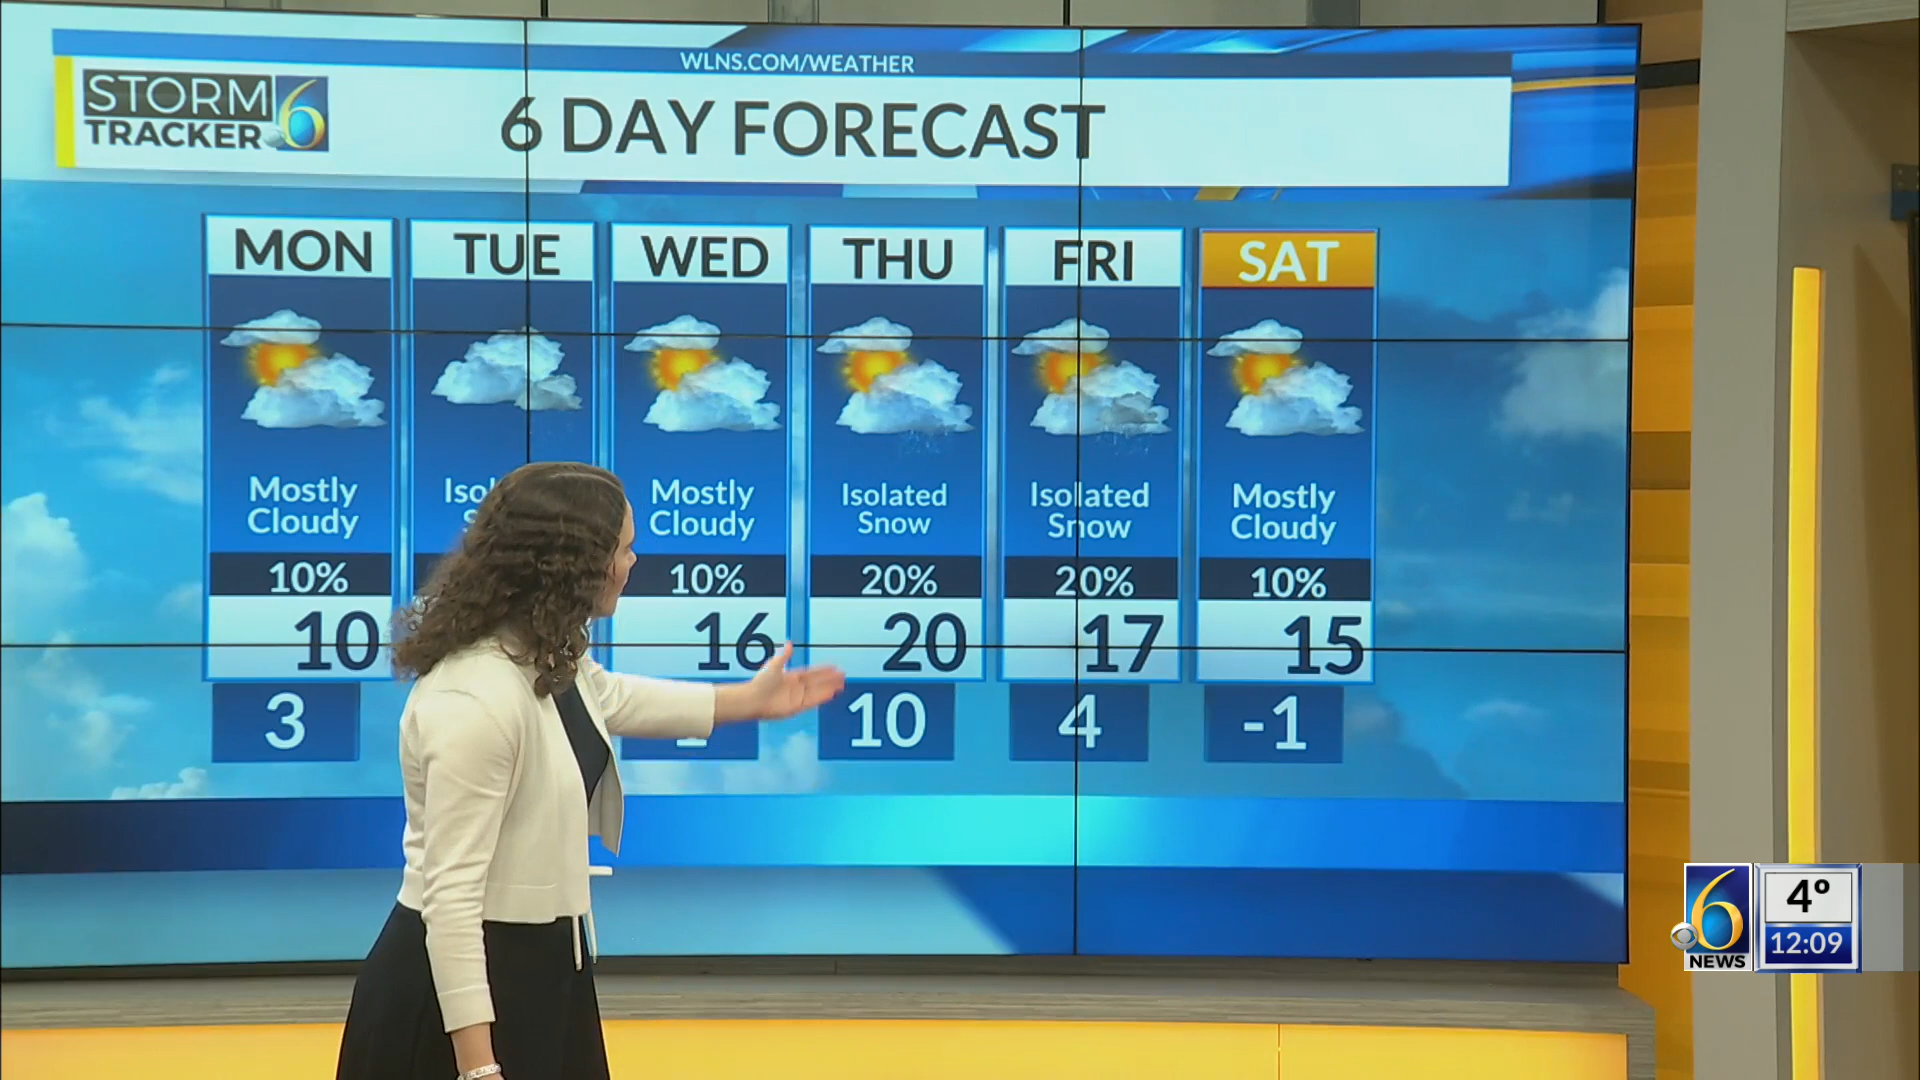 WLNS.COM/WEATHER
STORM
TRACKER 6
6 DAY FORECAST
MON TUE WED THU FRI SAT
Mostly Cloudy
Mostly Cloudy
Isolated Snow
Isolated Snow
Mostly Cloudy
10% 10% 20% 20% 10%
10 16 20 17 15
3 10 4 -1
6
NEWS
4°
12:09